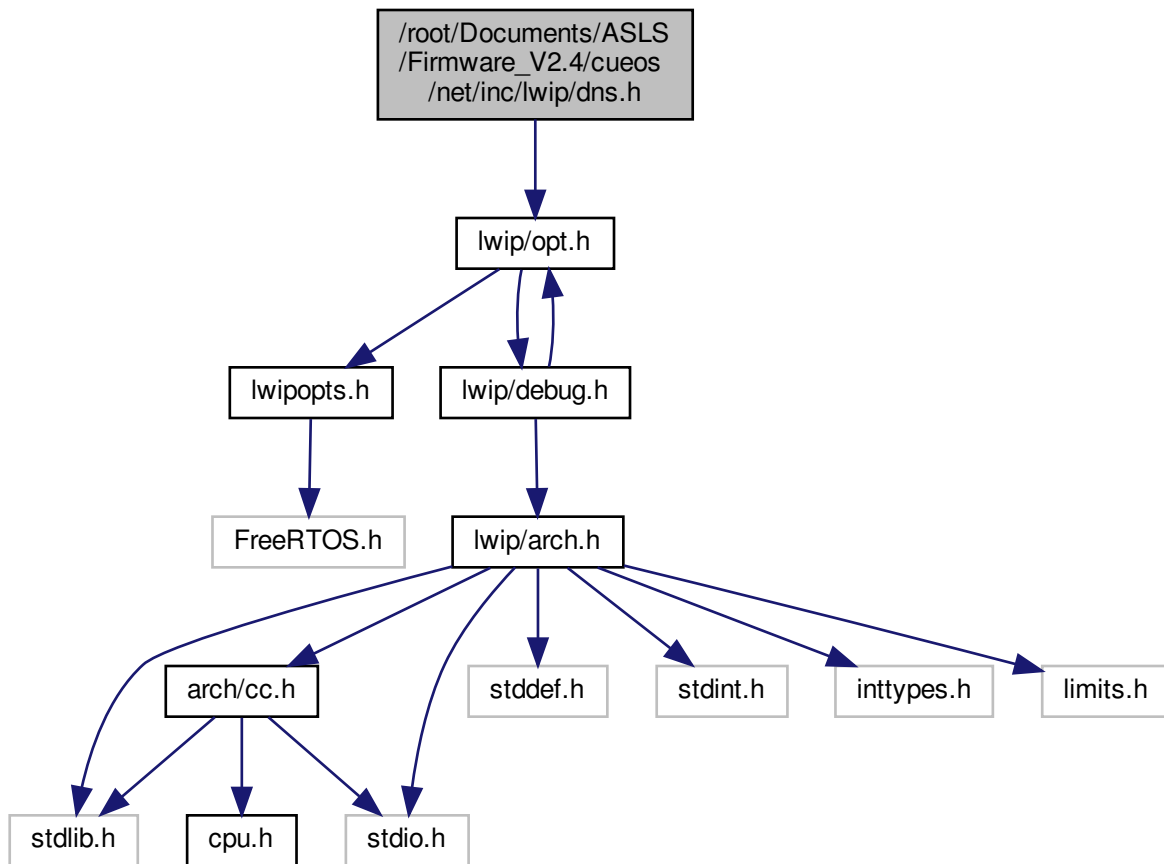 /root/Documents/ASLS
/Firmware_V2.4/cueos
/net/inc/lwip/dns.h
lwip/opt.h
lwipopts.h
lwip/debug.h
FreeRTOS.h
lwip/arch.h
arch/cc.h
stddef.h
stdint.h
inttypes.h
limits.h
stdlib.h
cpu.h
stdio.h